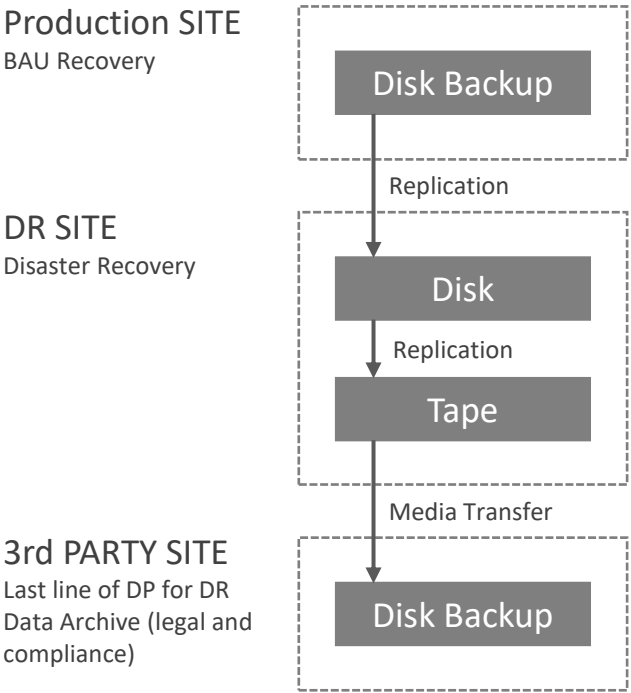 Production SITE
BAU Recovery
Disk Backup
Replication
DR SITE
Disaster Recovery
Disk
Replication
Tape
Media Transfer
3rd PARTY SITE
Last line of DP for DR
Data Archive (legal and
compliance)
Disk Backup